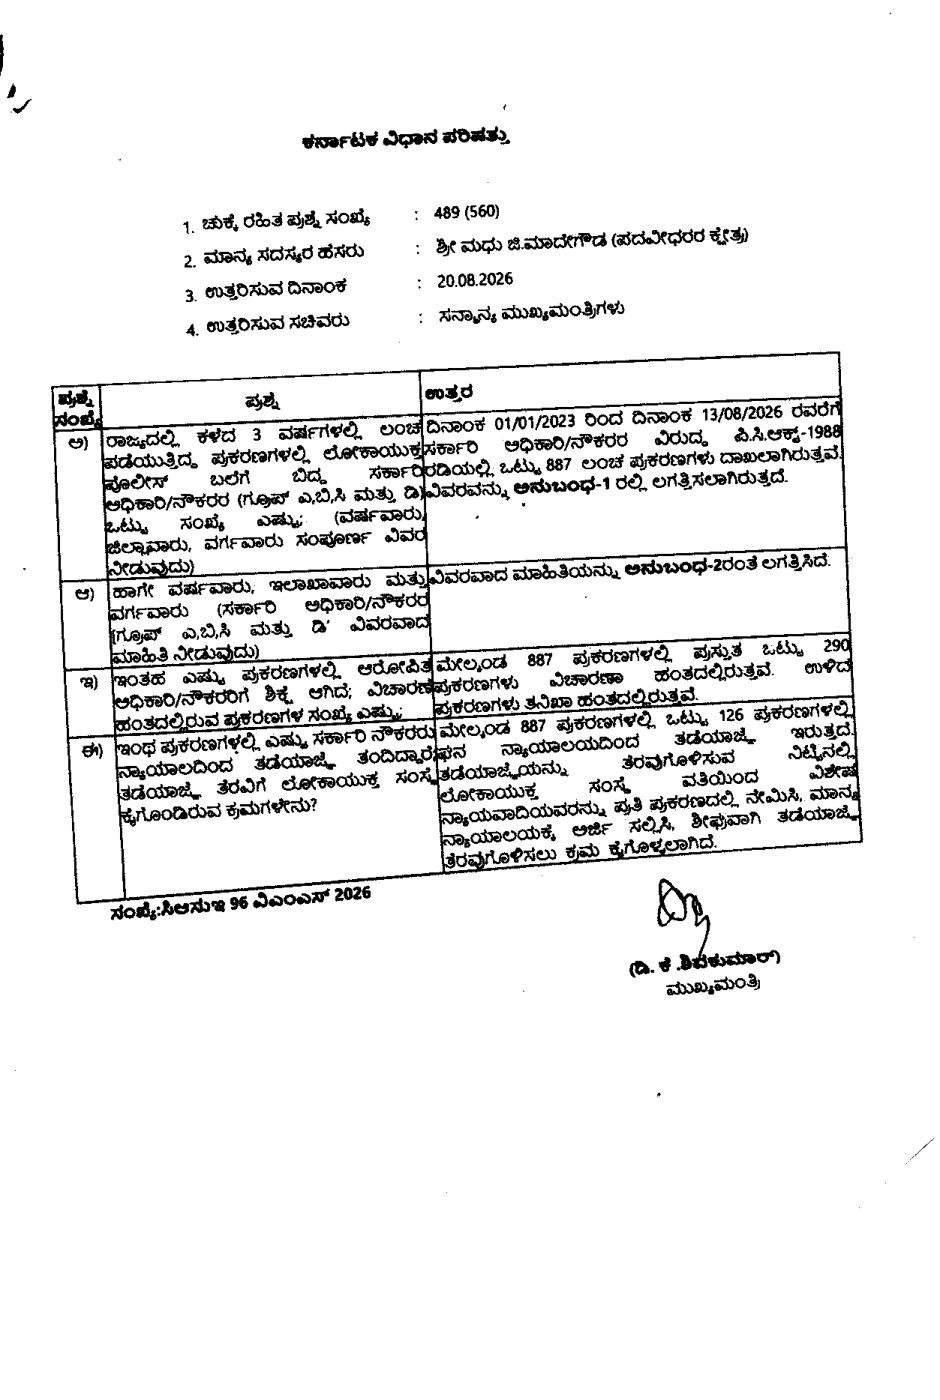 ಕರ್ನಾಟಕ ವಿಧಾನ ಪರಿಷತ್ತು
1. ಚುಕ್ಕೆ ರಹಿತ ಪ್ರಶ್ನೆ ಸಂಖ್ಯೆ : 489 (560)
2. ಮಾನ್ಯ ಸದಸ್ಯರ ಹೆಸರು : ಶ್ರೀ ಮಧು ಜಿ.ಮಾದೇಗೌಡ (ಪದವೀಧರರ ಕ್ಷೇತ್ರ)
3. ಉತ್ತರಿಸುವ ದಿನಾಂಕ : 20.08.2026
4. ಉತ್ತರಿಸುವ ಸಚಿವರು : ಸನ್ಮಾನ್ಯ ಮುಖ್ಯಮಂತ್ರಿಗಳು
ಪ್ರಶ್ನೆ
ಸಂಖ್ಯೆ
ಪ್ರಶ್ನೆ
ಉತ್ತರ
ಅ)
ರಾಜ್ಯದಲ್ಲಿ ಕಳೆದ 3 ವರ್ಷಗಳಲ್ಲಿ ಲಂಚ
ಪಡೆಯುತ್ತಿದ್ದ ಪ್ರಕರಣಗಳಲ್ಲಿ ಲೋಕಾಯುಕ್ತ
ಪೊಲೀಸ್ ಬಲೆಗೆ ಬಿದ್ದ ಸರ್ಕಾರಿ
ಅಧಿಕಾರಿ/ನೌಕರರ (ಗ್ರೂಪ್ ಎ,ಬಿ,ಸಿ ಮತ್ತು ಡಿ)
ಒಟ್ಟು ಸಂಖ್ಯೆ ಎಷ್ಟು; (ವರ್ಷವಾರು,
ಜಿಲ್ಲಾವಾರು, ವರ್ಗವಾರು ಸಂಪೂರ್ಣ ವಿವರ
ನೀಡುವುದು)
ದಿನಾಂಕ 01/01/2023 ರಿಂದ ದಿನಾಂಕ 13/08/2026 ರವರೆಗೆ
ಸರ್ಕಾರಿ ಅಧಿಕಾರಿ/ನೌಕರರ ವಿರುದ್ಧ ಪಿ.ಸಿ.ಆಕ್ಟ್-1988
ರಡಿಯಲ್ಲಿ ಒಟ್ಟು 887 ಲಂಚ ಪ್ರಕರಣಗಳು ದಾಖಲಾಗಿರುತ್ತವೆ.
ವಿವರವನ್ನು ಅನುಬಂಧ-1 ರಲ್ಲಿ ಲಗತ್ತಿಸಲಾಗಿರುತ್ತದೆ.
ಆ)
ಹಾಗೇ ವರ್ಷವಾರು, ಇಲಾಖಾವಾರು ಮತ್ತು
ವರ್ಗವಾರು (ಸರ್ಕಾರಿ ಅಧಿಕಾರಿ/ನೌಕರರ
(ಗ್ರೂಪ್ ಎ,ಬಿ,ಸಿ ಮತ್ತು ಡಿ' ವಿವರವಾದ
ಮಾಹಿತಿ ನೀಡುವುದು)
ವಿವರವಾದ ಮಾಹಿತಿಯನ್ನು ಅನುಬಂಧ-2ರಂತೆ ಲಗತ್ತಿಸಿದೆ.
ಇ)
ಇಂತಹ ಎಷ್ಟು ಪ್ರಕರಣಗಳಲ್ಲಿ ಆರೋಪಿತ
ಅಧಿಕಾರಿ/ನೌಕರರಿಗೆ ಶಿಕ್ಷೆ ಆಗಿದೆ; ವಿಚಾರಣೆ
ಹಂತದಲ್ಲಿರುವ ಪ್ರಕರಣಗಳ ಸಂಖ್ಯೆ ಎಷ್ಟು;
ಮೇಲ್ಕಂಡ 887 ಪ್ರಕರಣಗಳಲ್ಲಿ ಪ್ರಸ್ತುತ ಒಟ್ಟು 290
ಪ್ರಕರಣಗಳು ವಿಚಾರಣಾ ಹಂತದಲ್ಲಿರುತ್ತವೆ. ಉಳಿದ
ಪ್ರಕರಣಗಳು ತನಿಖಾ ಹಂತದಲ್ಲಿರುತ್ತವೆ.
ಈ)
ಇಂಥ ಪ್ರಕರಣಗಳಲ್ಲಿ ಎಷ್ಟು ಸರ್ಕಾರಿ ನೌಕರರು
ನ್ಯಾಯಾಲದಿಂದ ತಡೆಯಾಜ್ಞೆ ತಂದಿದ್ದಾರೆ;
ತಡೆಯಾಜ್ಞೆ ತೆರವಿಗೆ ಲೋಕಾಯುಕ್ತ ಸಂಸ್ಥೆ
ಕೈಗೊಂಡಿರುವ ಕ್ರಮಗಳೇನು?
ಮೇಲ್ಕಂಡ 887 ಪ್ರಕರಣಗಳಲ್ಲಿ ಒಟ್ಟು 126 ಪ್ರಕರಣಗಳಲ್ಲಿ
ಘನ ನ್ಯಾಯಾಲಯದಿಂದ ತಡೆಯಾಜ್ಞೆ ಇರುತ್ತದೆ.
ತಡೆಯಾಜ್ಞೆಯನ್ನು ತೆರವುಗೊಳಿಸುವ ನಿಟ್ಟಿನಲ್ಲಿ
ಲೋಕಾಯುಕ್ತ ಸಂಸ್ಥೆ ವತಿಯಿಂದ ವಿಶೇಷ
ನ್ಯಾಯವಾದಿಯವರನ್ನು ಪ್ರತಿ ಪ್ರಕರಣದಲ್ಲಿ ನೇಮಿಸಿ, ಮಾನ್ಯ
ನ್ಯಾಯಾಲಯಕ್ಕೆ ಅರ್ಜಿ ಸಲ್ಲಿಸಿ, ಶೀಘ್ರವಾಗಿ ತಡೆಯಾಜ್ಞೆ
ತೆರವುಗೊಳಿಸಲು ಕ್ರಮ ಕೈಗೊಳ್ಳಲಾಗಿದೆ.
ಸಂಖ್ಯೆ:ಸಿಆಸುಇ 96 ವಿಎಂಎಸ್ 2026
(ಡಿ. ಕೆ .ಶಿವಕುಮಾರ್)
ಮುಖ್ಯಮಂತ್ರಿ